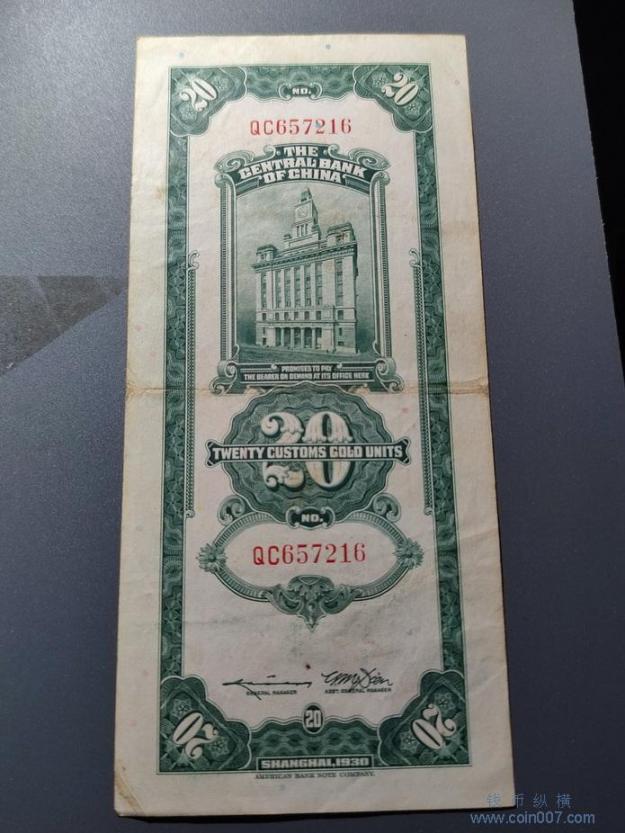 20 NO. 20
QC657216
THE
CENTRAL BANK
OF CHINA
PROMISES TO PAY
THE BEARER ON DEMAND AT ITS OFFICE HERE
20
TWENTY CUSTOMS GOLD UNITS
NO.
QC657216
GENERAL MANAGER ASST. GENERAL MANAGER
20 20 20
SHANGHAI, 1930
AMERICAN BANK NOTE COMPANY.
钱币纵横
www.coin007.com